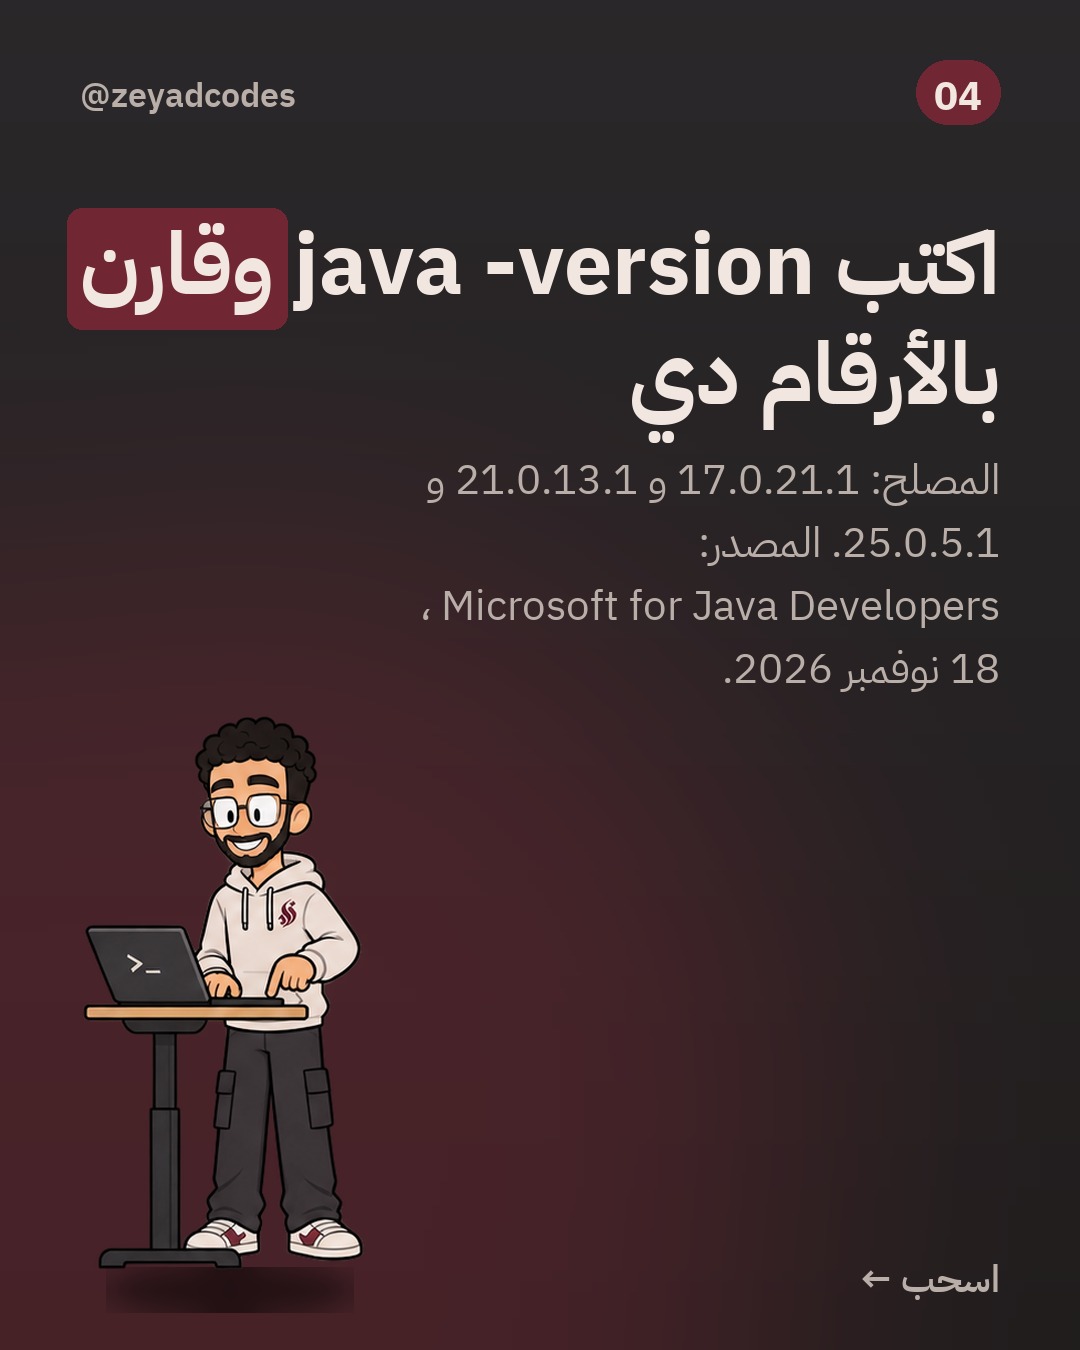 @zeyadcodes
04
اكتب java -version وقارن
بالأرقام دي
المصلح: 17.0.21.1 و 21.0.13.1 و
25.0.5.1. المصدر:
Microsoft for Java Developers ،
18 نوفمبر 2026.
>_
اسحب ←